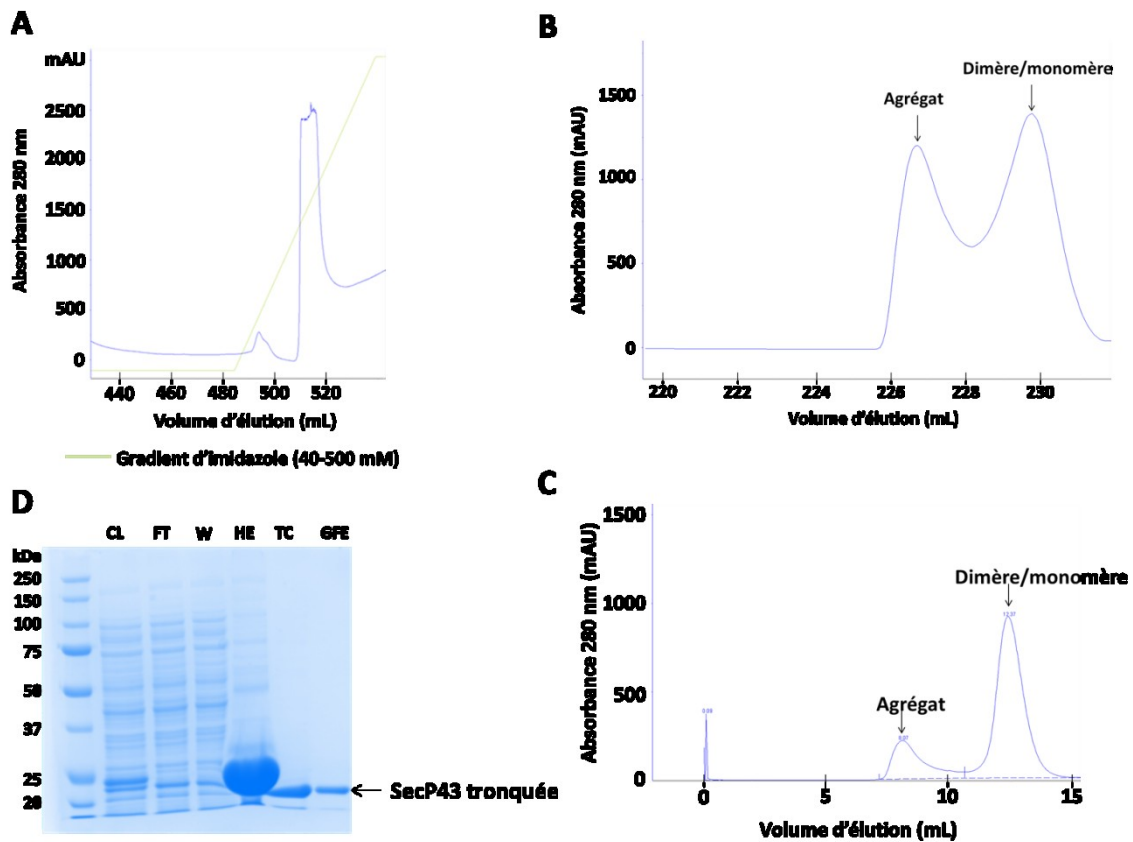 A
mAU
2500
2000
1500
1000
500
0
Absorbance 280 nm
440 460 480 500 520
Volume d'élution (mL)
Gradient d'imidazole (40-500 mM)
B
1500
1000
500
0
Absorbance 280 nm (mAU)
Agrégat
Dimère/monomère
220 222 224 226 228 230
Volume d'élution (mL)
D
CL FT W HE TC GFE
kDa
250
150
100
75
50
37
25
20
SecP43 tronquée
C
1500
1000
500
0
Absorbance 280 nm (mAU)
Agrégat
Dimère/monomère
12.37
0 5 10 15
Volume d'élution (mL)